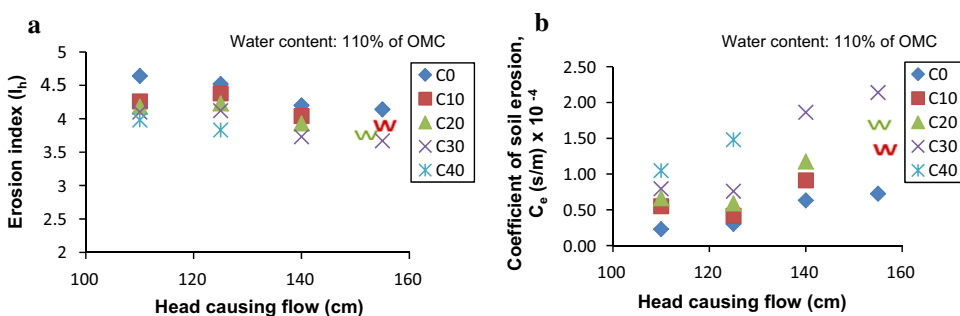 a
Water content: 110% of OMC
Erosion index (Iₕ)
5
4.5
4
3.5
3
2.5
2
100
120
140
160
Head causing flow (cm)
C0
C10
C20
C30
C40
W
W
b
Water content: 110% of OMC
Coefficient of soil erosion,
Cₑ (s/m) x 10 ⁻⁴
2.50
2.00
1.50
1.00
0.50
0.00
100
120
140
160
Head causing flow (cm)
C0
C10
C20
C30
C40
W
W